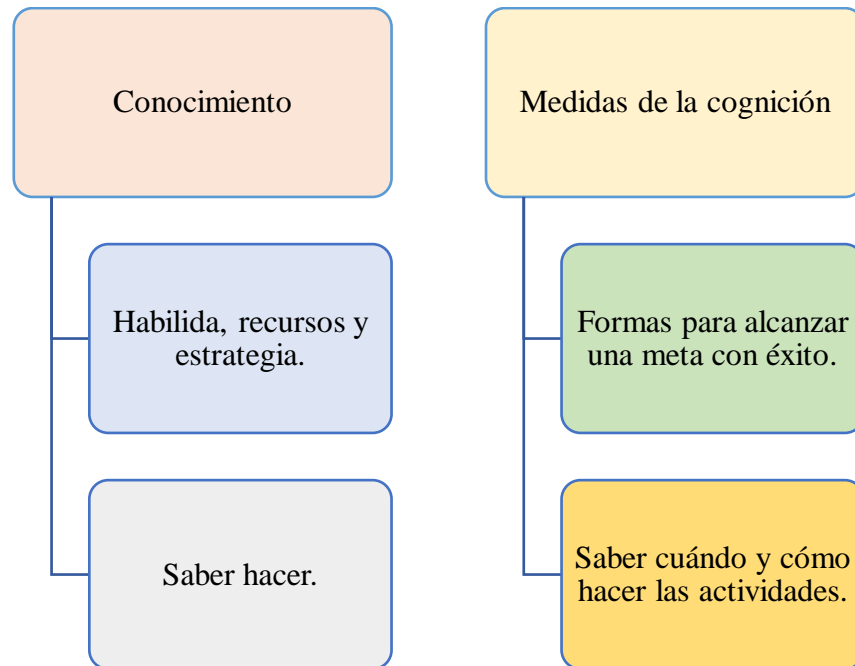 Conocimiento
Habilida, recursos y
estrategia.
Saber hacer.
Medidas de la cognición
Formas para alcanzar
una meta con éxito.
Saber cuándo y cómo
hacer las actividades.